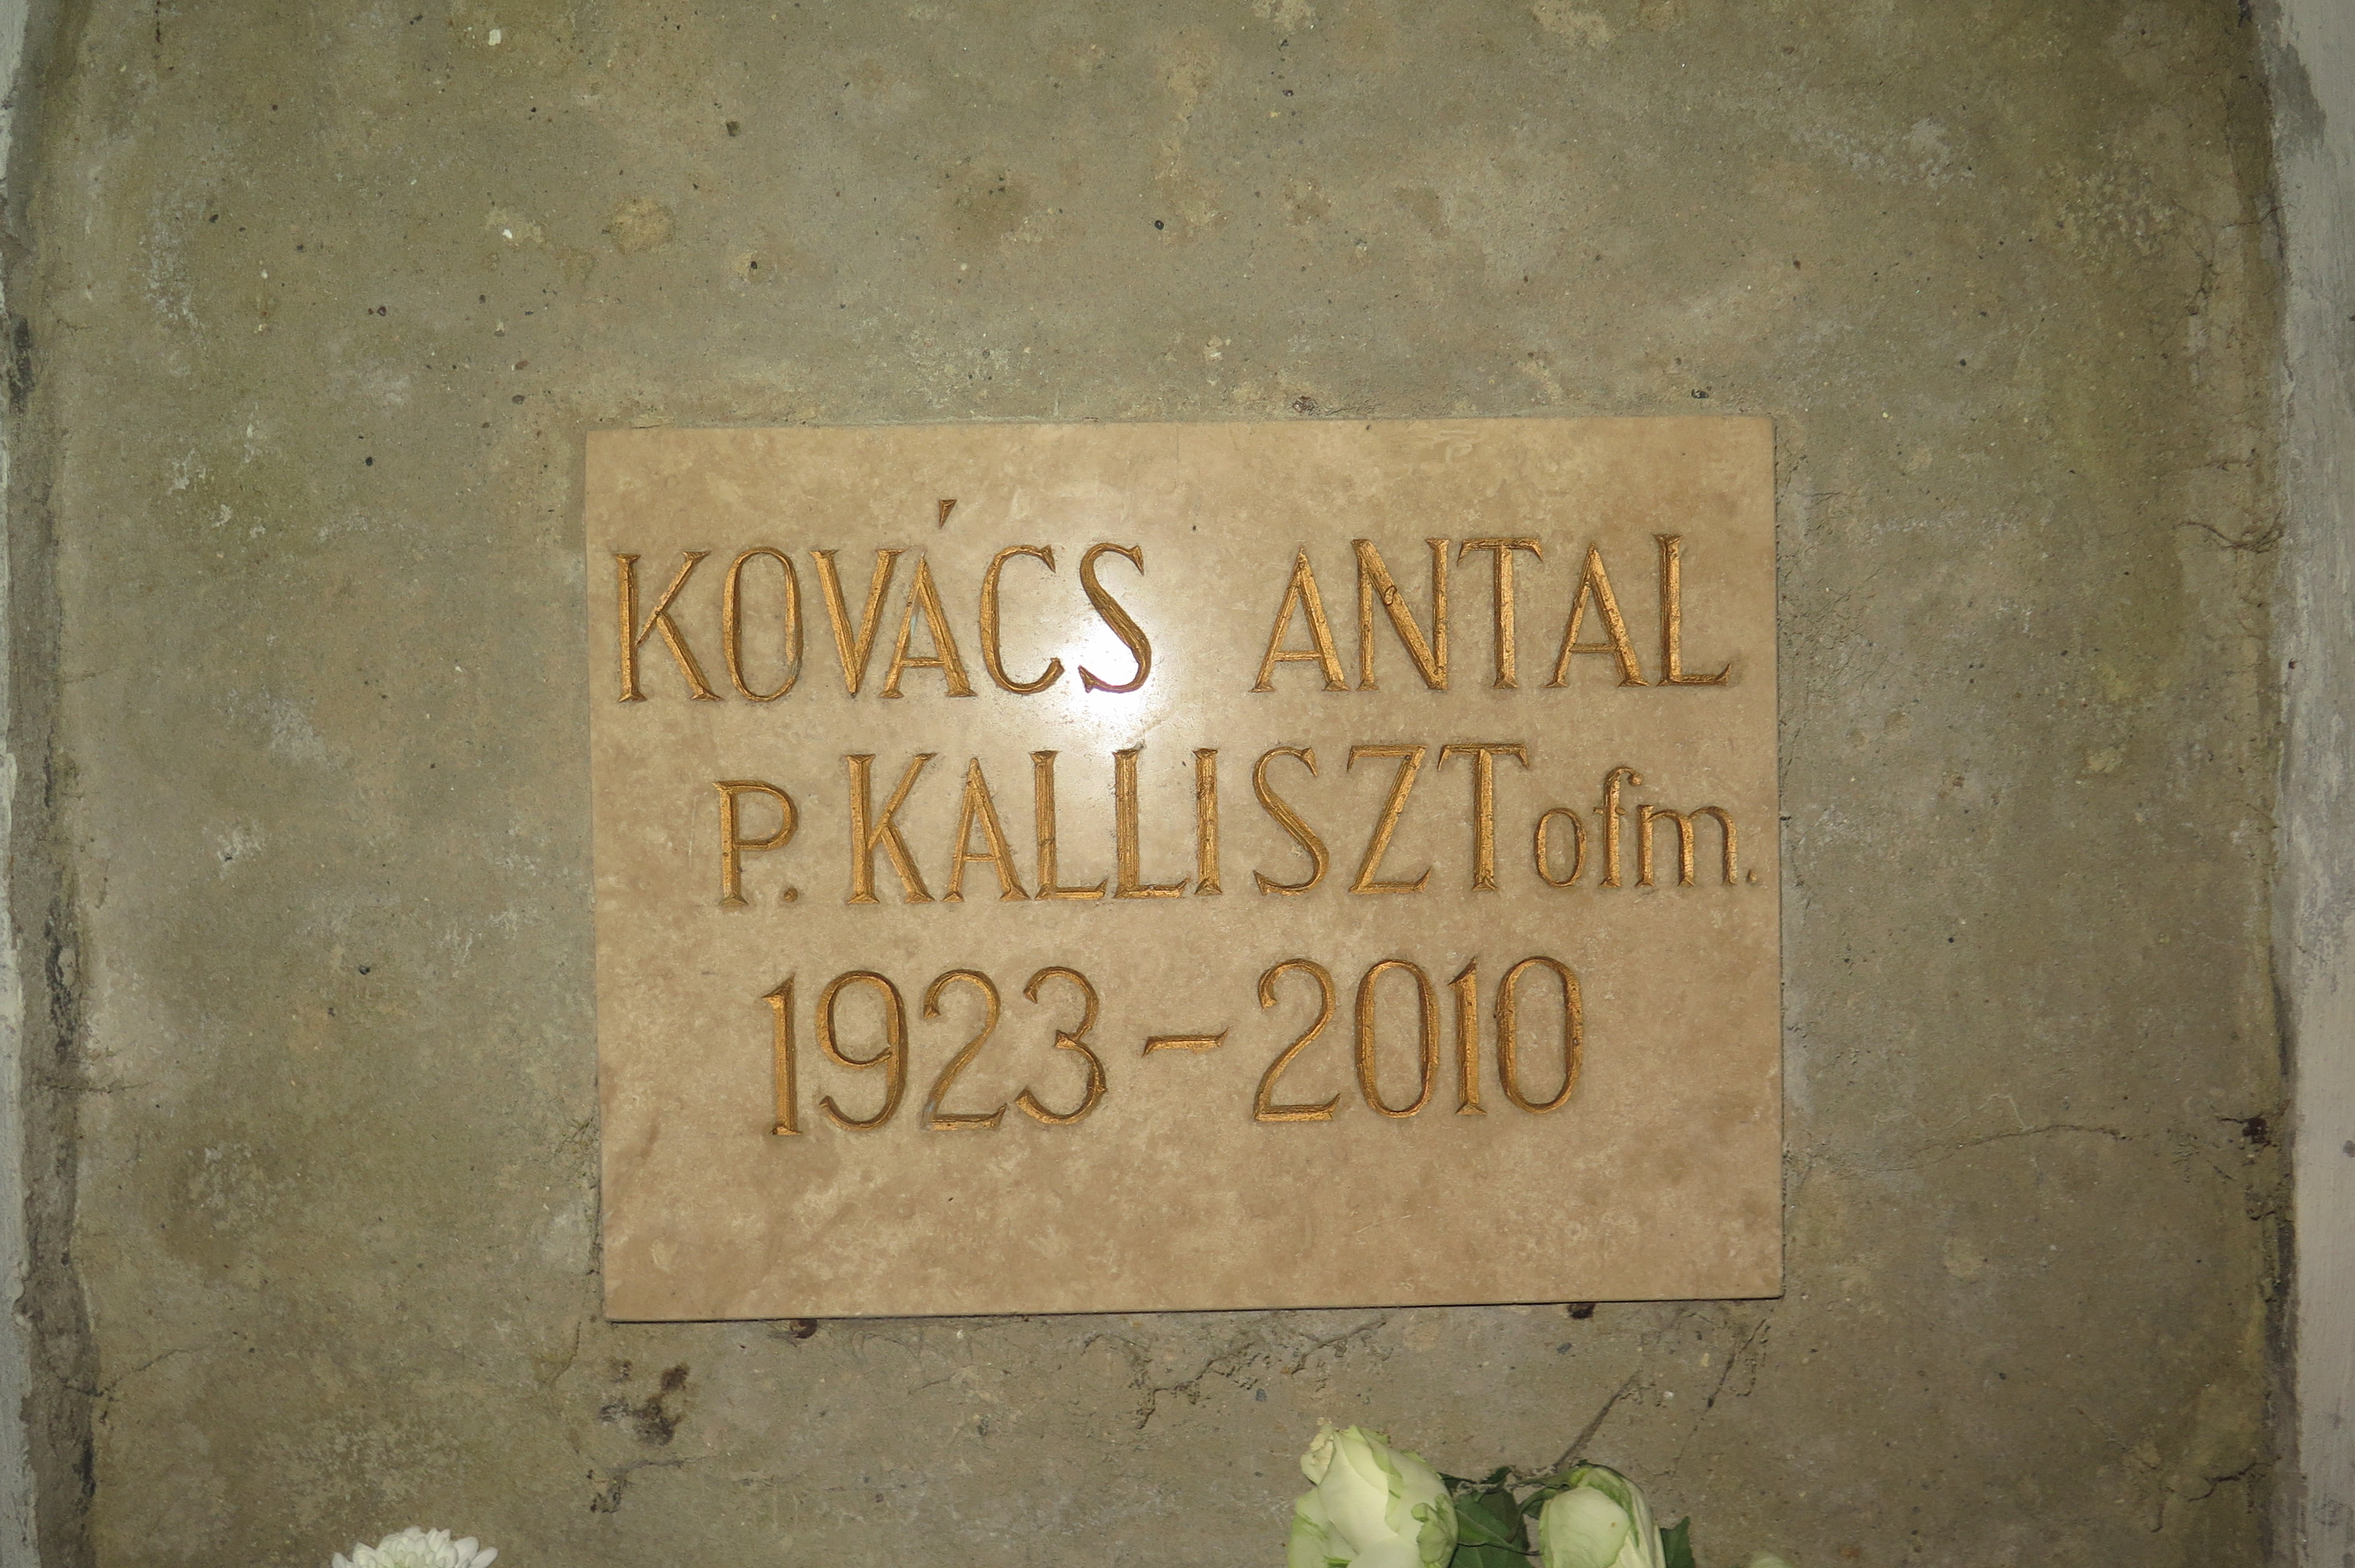 KOVÁCS ANTAL
P. KALLISZT ofm.
1923-2010